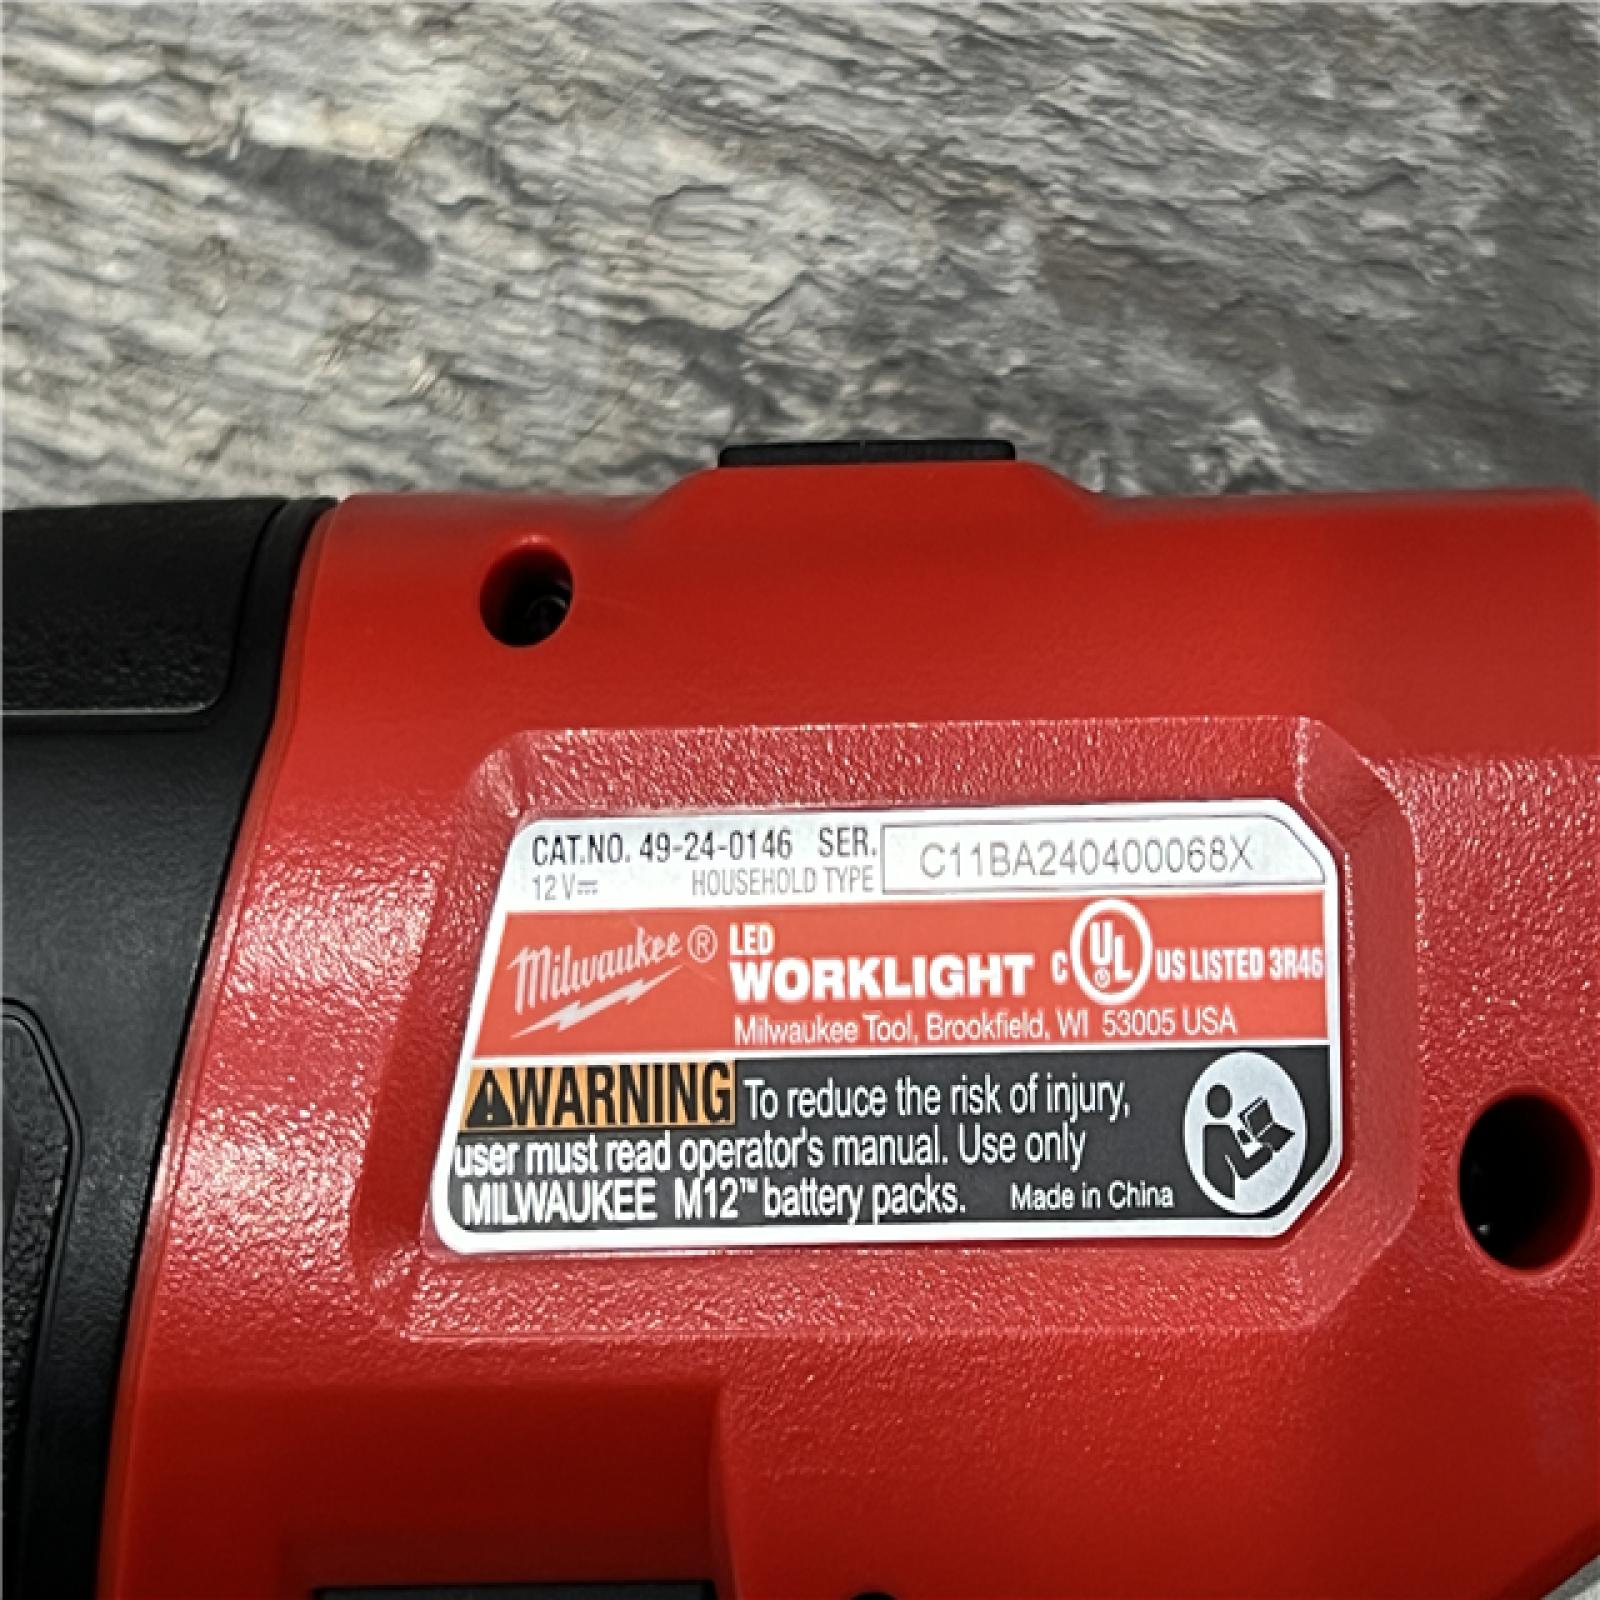 CAT.NO. 49-24-0146 SER. C11BA240400068X
12V⎓ HOUSEHOLD TYPE
Milwaukee® LED
WORKLIGHT C UL US LISTED 3R46
Milwaukee Tool, Brookfield, WI 53005 USA
⚠WARNING To reduce the risk of injury,
user must read operator's manual. Use only
MILWAUKEE M12™ battery packs. Made in China